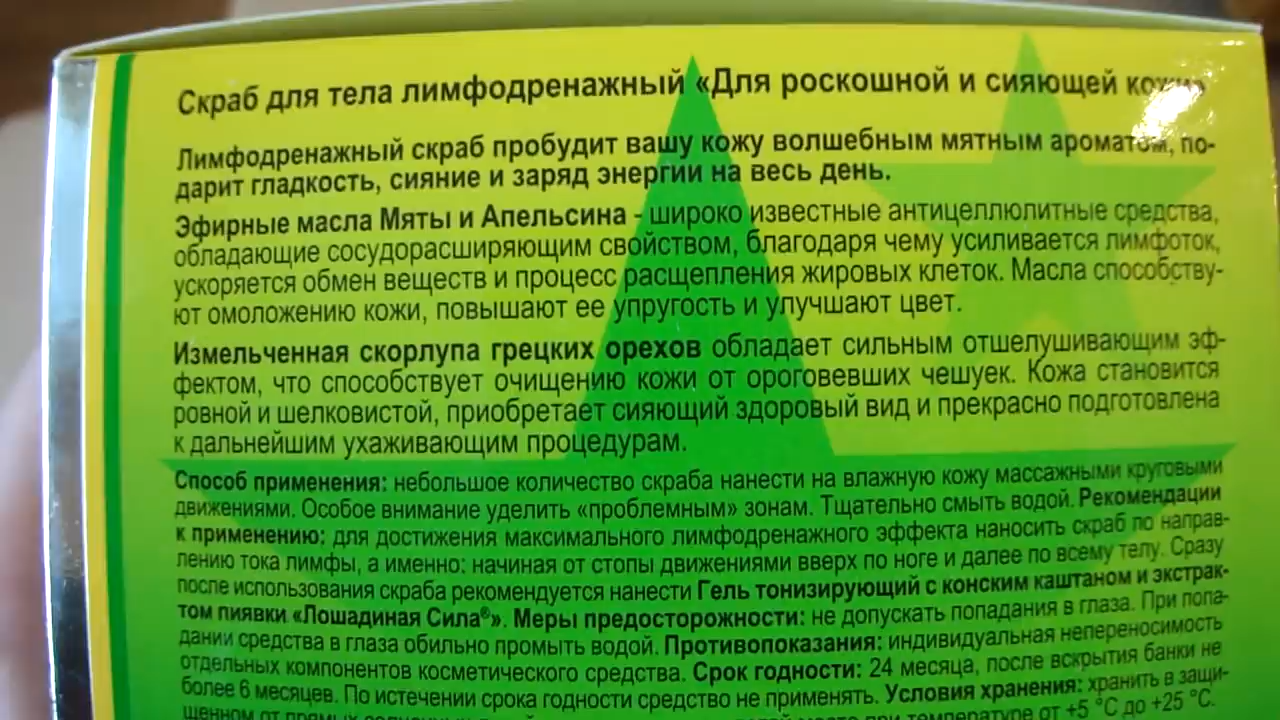 Скраб для тела лимфодренажный «Для роскошной и сияющей кожи»
Лимфодренажный скраб пробудит вашу кожу волшебным мятным ароматом, по-
дарит гладкость, сияние и заряд энергии на весь день.
Эфирные масла Мяты и Апельсина - широко известные антицеллюлитные средства,
обладающие сосудорасширяющим свойством, благодаря чему усиливается лимфоток,
ускоряется обмен веществ и процесс расщепления жировых клеток. Масла способству-
ют омоложению кожи, повышают ее упругость и улучшают цвет.
Измельченная скорлупа грецких орехов обладает сильным отшелушивающим эф-
фектом, что способствует очищению кожи от ороговевших чешуек. Кожа становится
ровной и шелковистой, приобретает сияющий здоровый вид и прекрасно подготовлена
к дальнейшим ухаживающим процедурам.
Способ применения: небольшое количество скраба нанести на влажную кожу массажными круговыми
движениями. Особое внимание уделить «проблемным» зонам. Тщательно смыть водой. Рекомендации
к применению: для достижения максимального лимфодренажного эффекта наносить скраб по направ-
лению тока лимфы, а именно: начиная от стопы движениями вверх по ноге и далее по всему телу. Сразу
после использования скраба рекомендуется нанести Гель тонизирующий с конским каштаном и экстрак-
том пиявки «Лошадиная Сила®». Меры предосторожности: не допускать попадания в глаза. При попа-
дании средства в глаза обильно промыть водой. Противопоказания: индивидуальная непереносимость
отдельных компонентов косметического средства. Срок годности: 24 месяца, после вскрытия банки не
более 6 месяцев. По истечении срока годности средство не применять. Условия хранения: хранить в защи-
щенном от прямых при температуре от +5 °C до +25 °C.